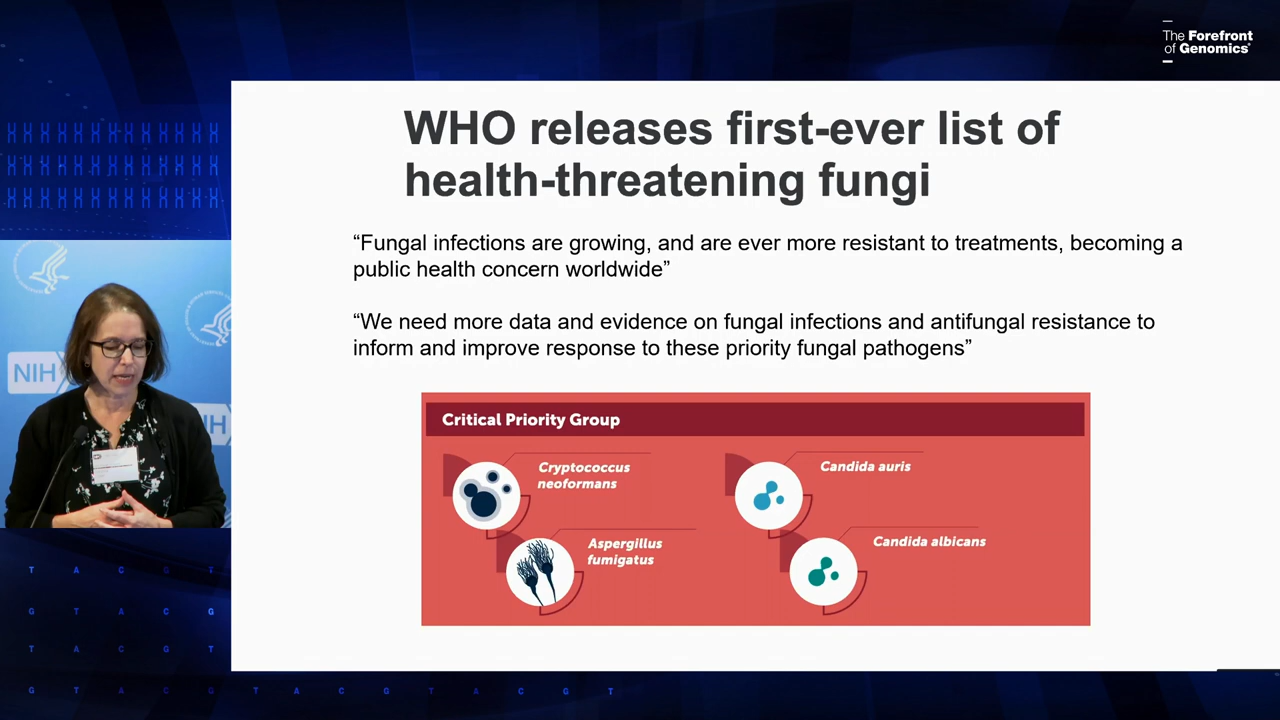 The Forefront
of Genomics®
WHO releases first-ever list of
health-threatening fungi
“Fungal infections are growing, and are ever more resistant to treatments, becoming a
public health concern worldwide”
“We need more data and evidence on fungal infections and antifungal resistance to
inform and improve response to these priority fungal pathogens”
Critical Priority Group
Cryptococcus
neoformans
Candida auris
Aspergillus
fumigatus
Candida albicans
NIH
IH
T A C G T
G T A C G
T A C G T
G T A C G T A C G T A C G T